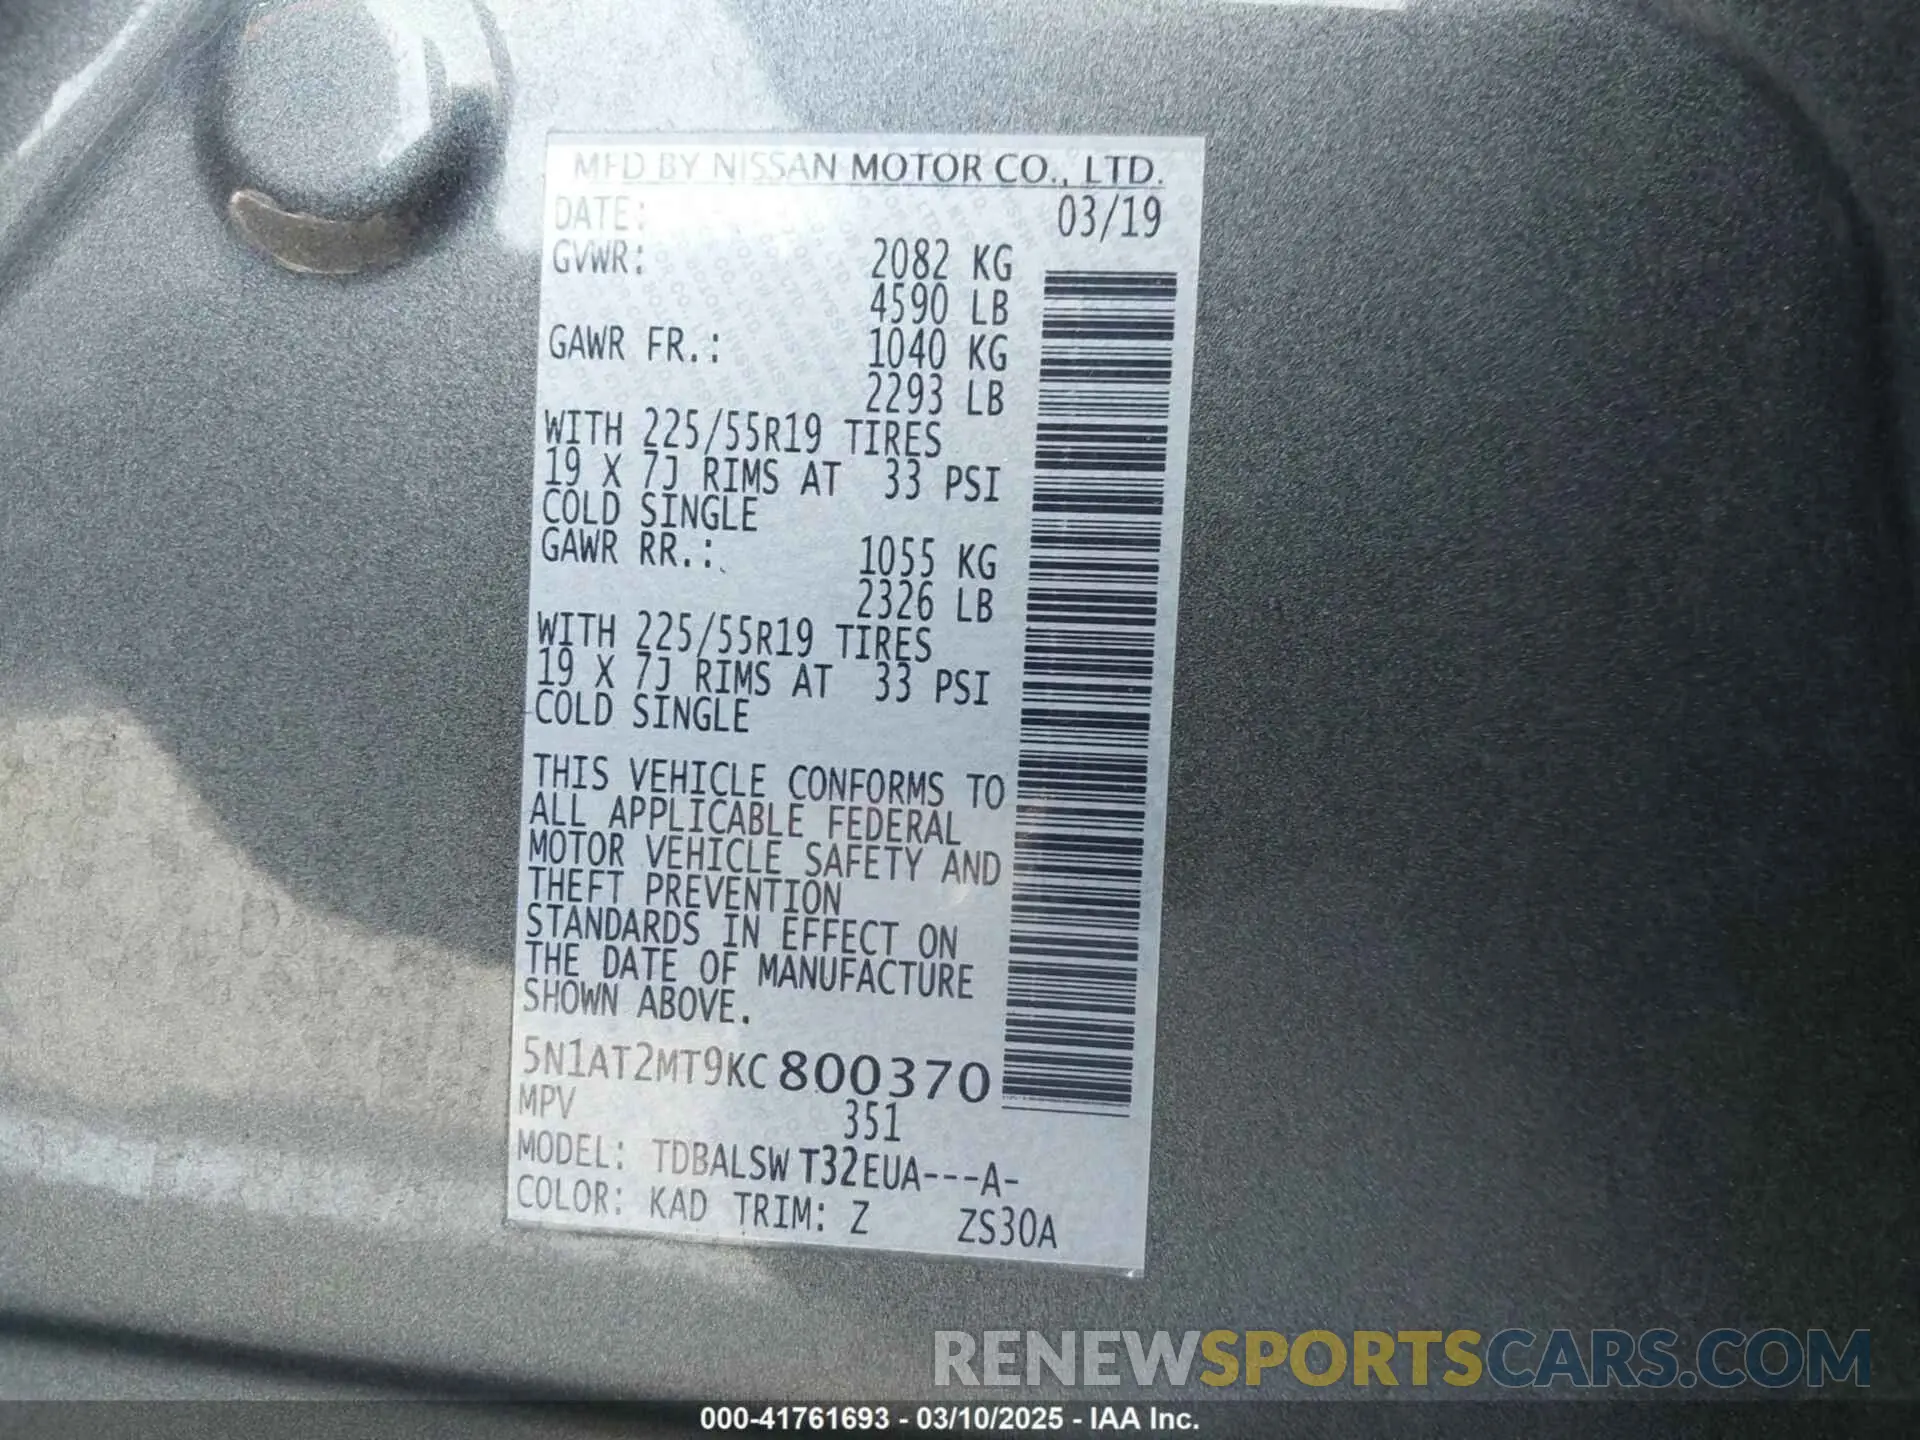 MFD BY NISSAN MOTOR CO., LTD.
DATE: 03/19
GVWR: 2082 KG
4590 LB
GAWR FR.: 1040 KG
2293 LB
WITH 225/55R19 TIRES
19 X 7J RIMS AT 33 PSI
COLD SINGLE
GAWR RR.: 1055 KG
2326 LB
WITH 225/55R19 TIRES
19 X 7J RIMS AT 33 PSI
COLD SINGLE
THIS VEHICLE CONFORMS TO
ALL APPLICABLE FEDERAL
MOTOR VEHICLE SAFETY AND
THEFT PREVENTION
STANDARDS IN EFFECT ON
THE DATE OF MANUFACTURE
SHOWN ABOVE.
5N1AT2MT9KC800370
MPV 351
MODEL: TDBALSW T32EUA---A-
COLOR: KAD TRIM: Z ZS30A
RENEWSPORTSCARS.COM
000-41761693 - 03/10/2025 - IAA Inc.